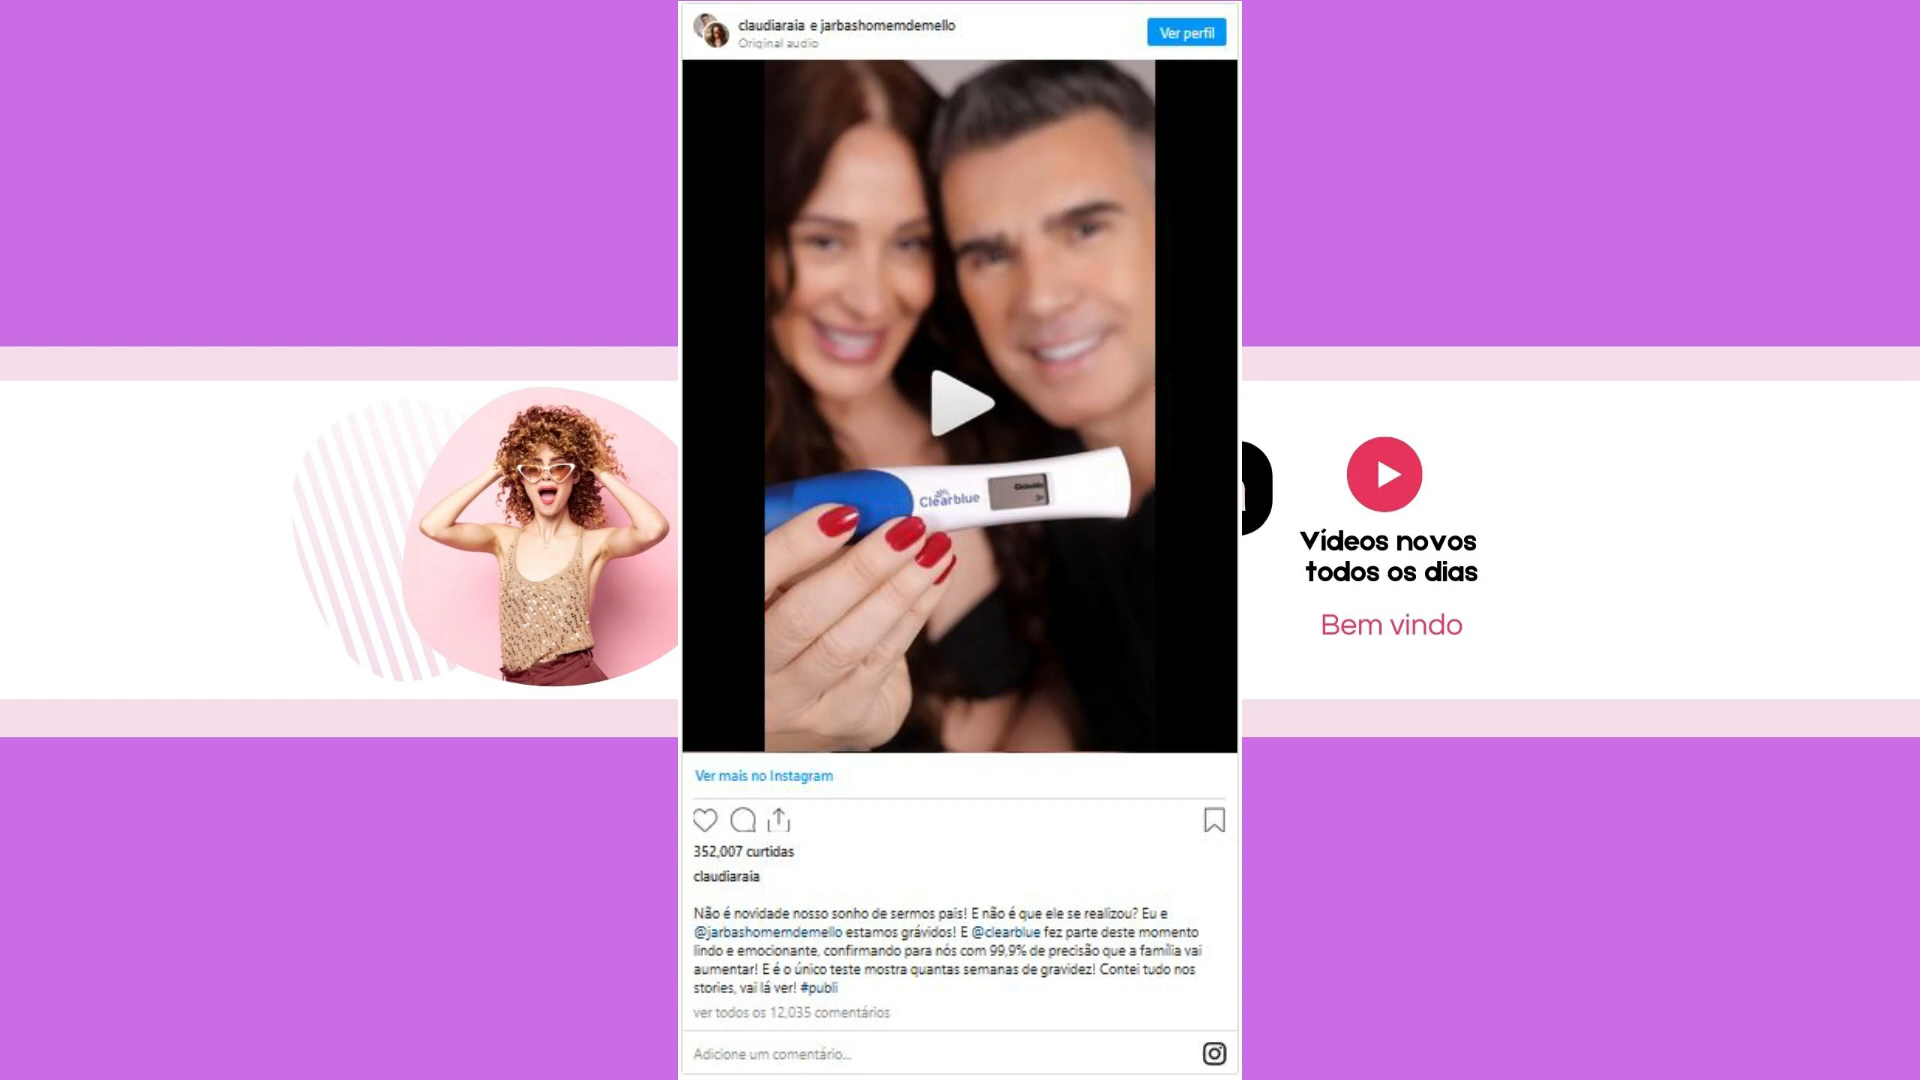 claudiaraia e jarbashomemdemello
Original audio
Ver perfil
Clearblue
Vídeos novos
todos os dias
Bem vindo
Ver mais no Instagram
352,007 curtidas
claudiaraia
Não é novidade nosso sonho de sermos pais! E não é que ele se realizou? Eu e
@jarbashomemdemello estamos grávidos! E @clearblue fez parte deste momento
lindo e emocionante, confirmando para nós com 99,9% de precisão que a família vai
aumentar! E é o único teste mostra quantas semanas de gravidez! Contei tudo nos
stories, vai lá ver! #publi
ver todos os 12,035 comentários
Adicione um comentário...